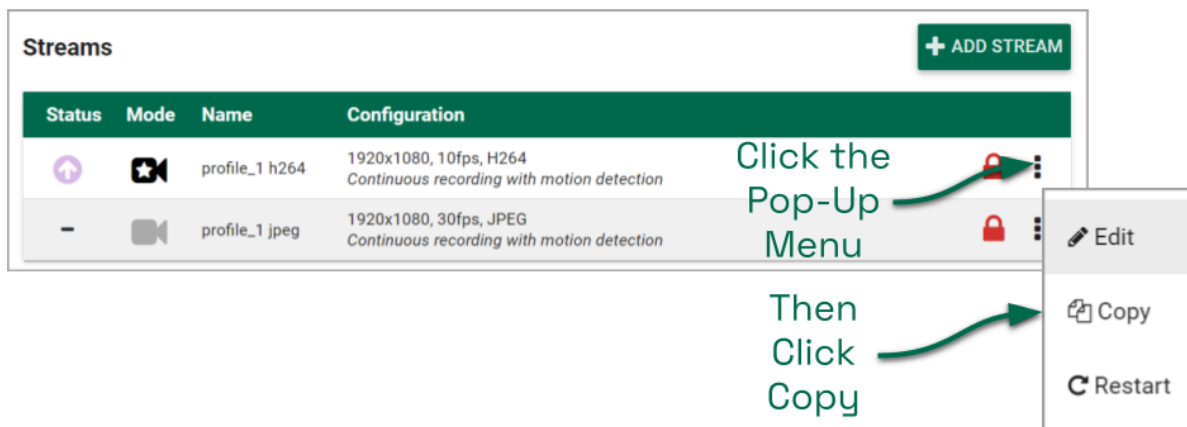 Streams
ADD STREAM
Status Mode Name Configuration
profile_1 h264 1920x1080, 10fps, H264
Continuous recording with motion detection
profile_1 jpeg 1920x1080, 30fps, JPEG
Continuous recording with motion detection
Click the
Pop-Up
Menu
Edit
Copy
Restart
Then
Click
Copy